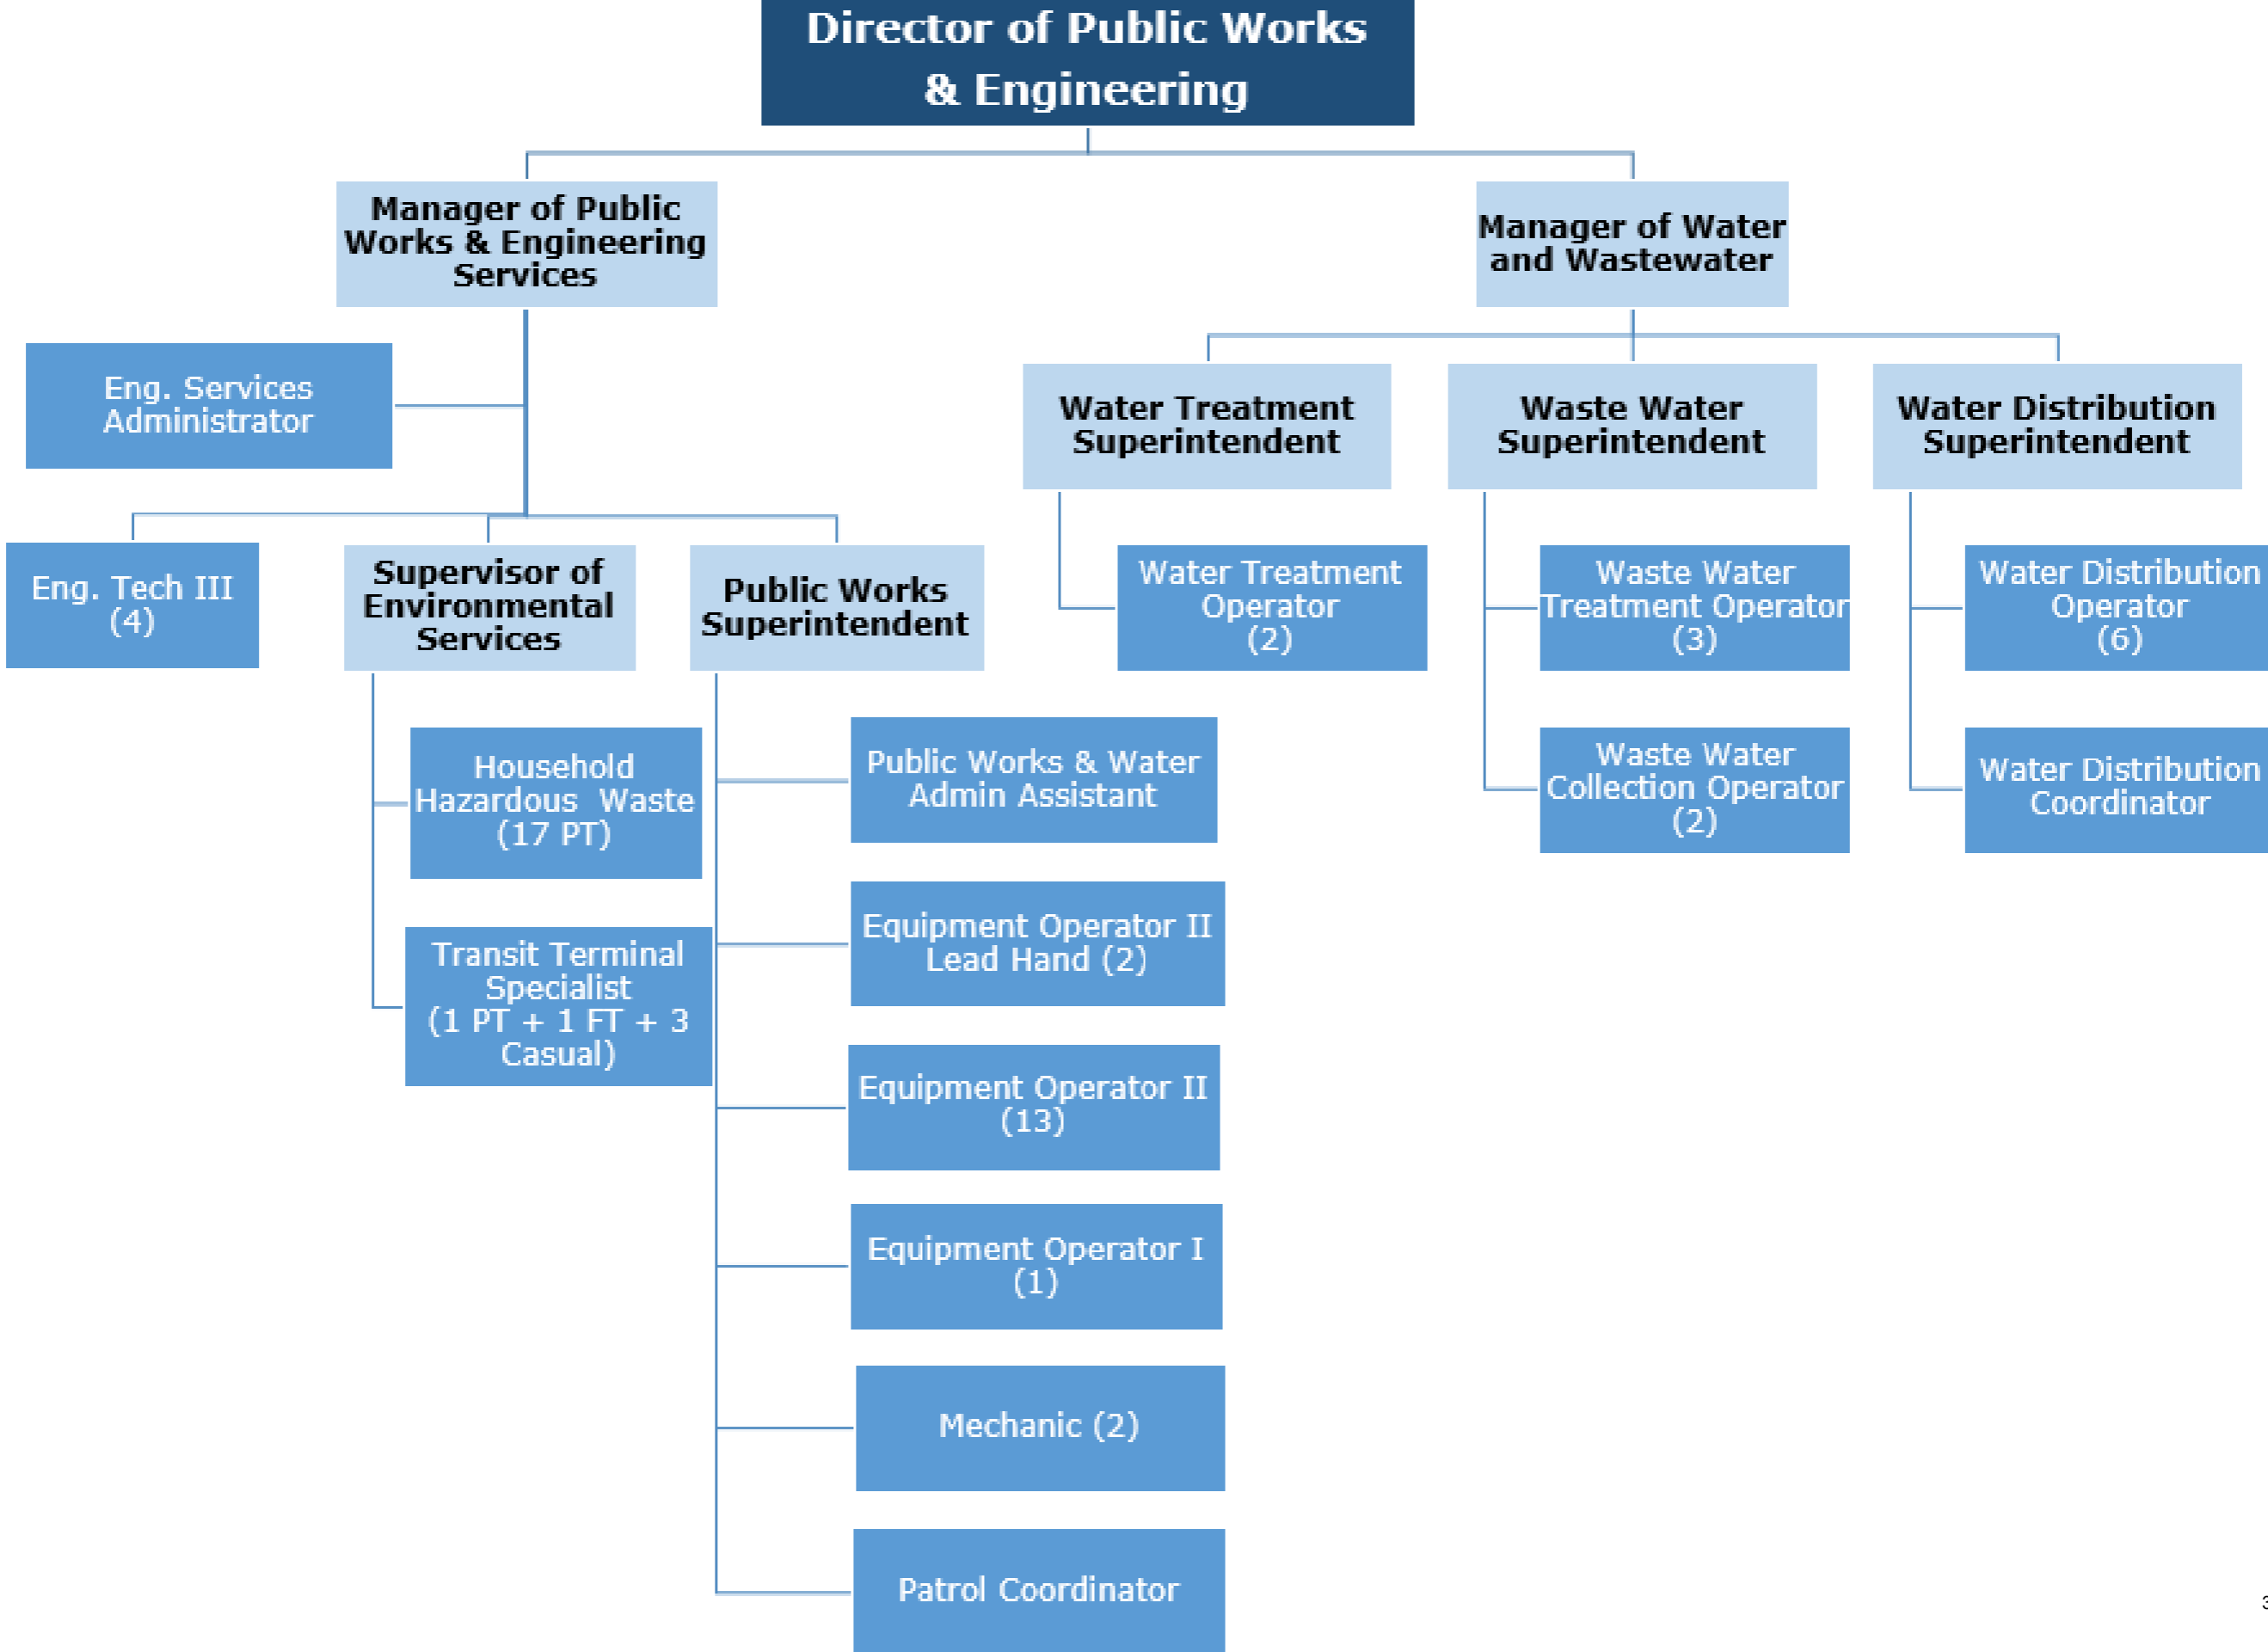 Director of Public Works
& Engineering
Manager of Public
Works & Engineering
Services
Manager of Water
and Wastewater
Eng. Services
Administrator
Water Treatment
Superintendent
Waste Water
Superintendent
Water Distribution
Superintendent
Eng. Tech III
(4)
Supervisor of
Environmental
Services
Public Works
Superintendent
Water Treatment
Operator
(2)
Waste Water
Treatment Operator
(3)
Water Distribution
Operator
(6)
Household
Hazardous  Waste
(17 PT)
Public Works & Water
Admin Assistant
Waste Water
Collection Operator
(2)
Water Distribution
Coordinator
Transit Terminal
Specialist
(1 PT + 1 FT + 3
Casual)
Equipment Operator II
Lead Hand (2)
Equipment Operator II
(13)
Equipment Operator I
(1)
Mechanic (2)
Patrol Coordinator
3